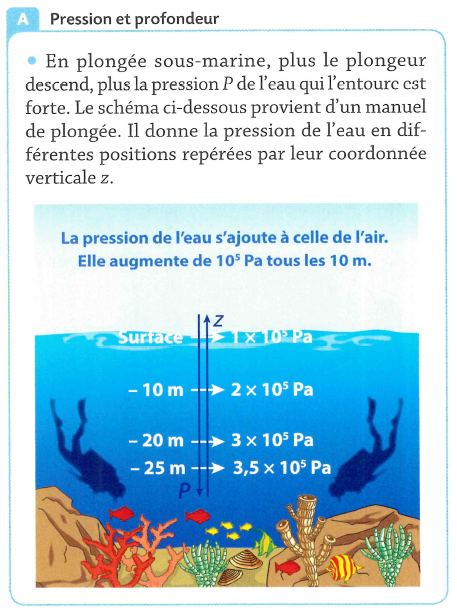 A Pression et profondeur
• En plongée sous-marine, plus le plongeur
descend, plus la pression P de l'eau qui l'entoure est
forte. Le schéma ci-dessous provient d'un manuel
de plongée. Il donne la pression de l'eau en dif-
férentes positions repérées par leur coordonnée
verticale z.
La pression de l'eau s'ajoute à celle de l'air.
Elle augmente de 10⁵ Pa tous les 10 m.
z
Surface 1 × 10⁵ Pa
– 10 m 2 × 10⁵ Pa
– 20 m 3 × 10⁵ Pa
– 25 m 3,5 × 10⁵ Pa
P